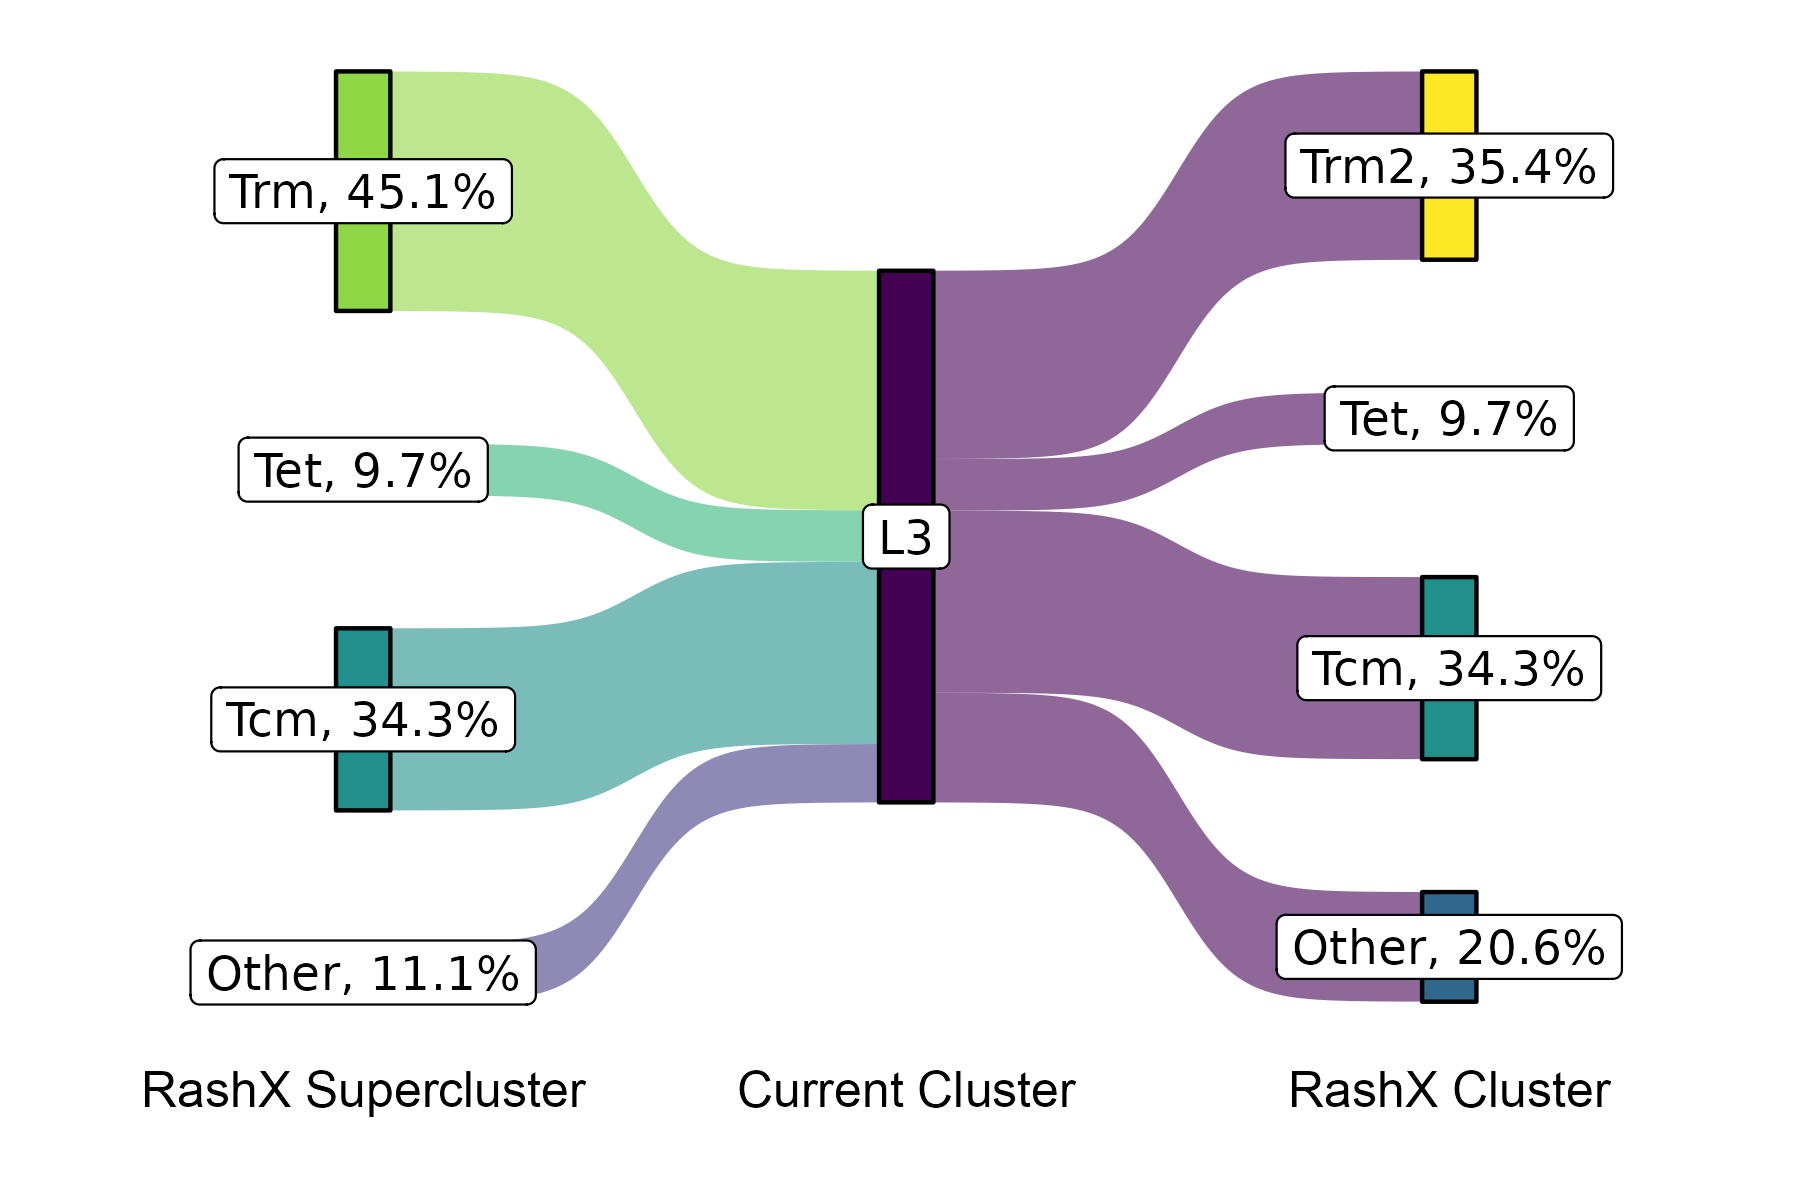 Trm, 45.1%
Tet, 9.7%
Tcm, 34.3%
Other, 11.1%
L3
Trm2, 35.4%
Tet, 9.7%
Tcm, 34.3%
Other, 20.6%
RashX Supercluster
Current Cluster
RashX Cluster